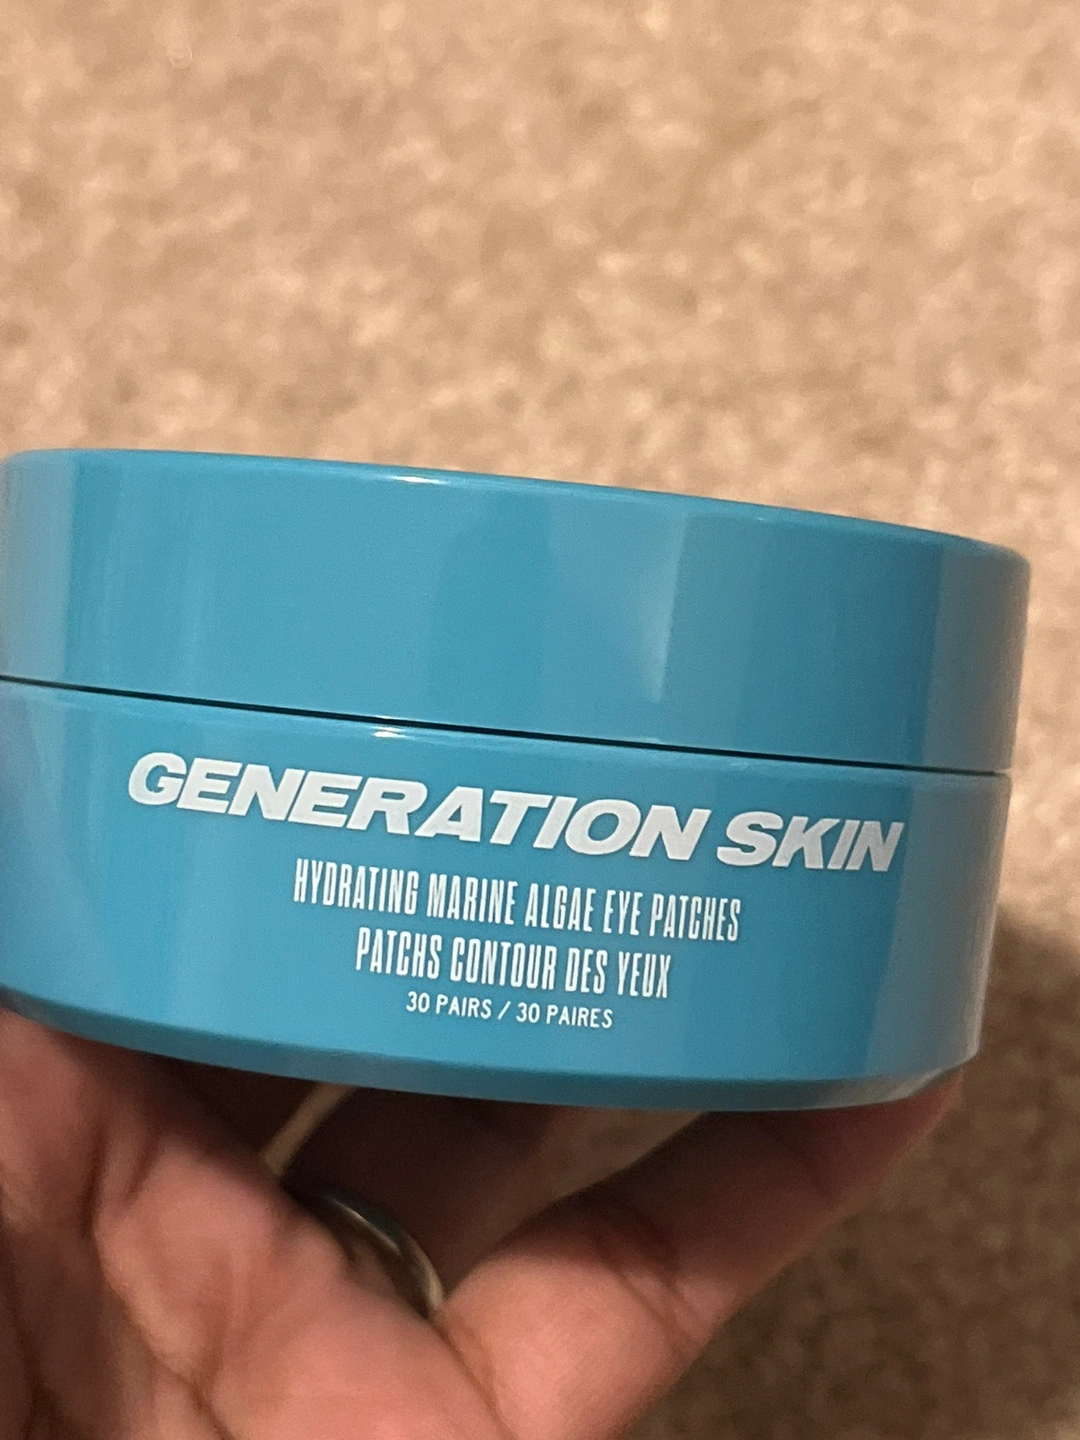 GENERATION SKIN
HYDRATING MARINE ALGAE EYE PATCHES
PATCHS CONTOUR DES YEUX
30 PAIRS / 30 PAIRES